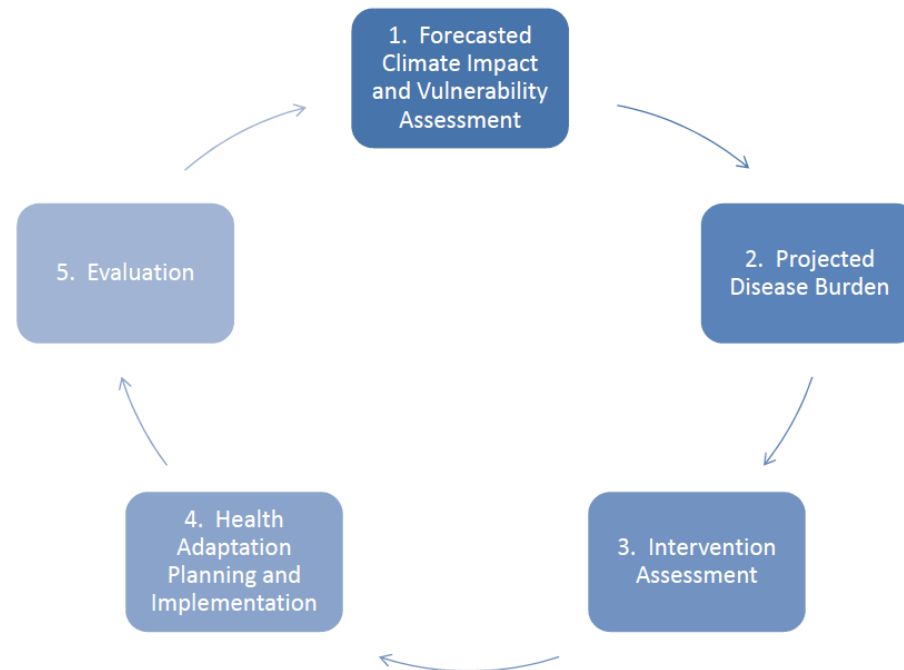 1. Forecasted
Climate Impact
and Vulnerability
Assessment
2. Projected
Disease Burden
3. Intervention
Assessment
4. Health
Adaptation
Planning and
Implementation
5. Evaluation